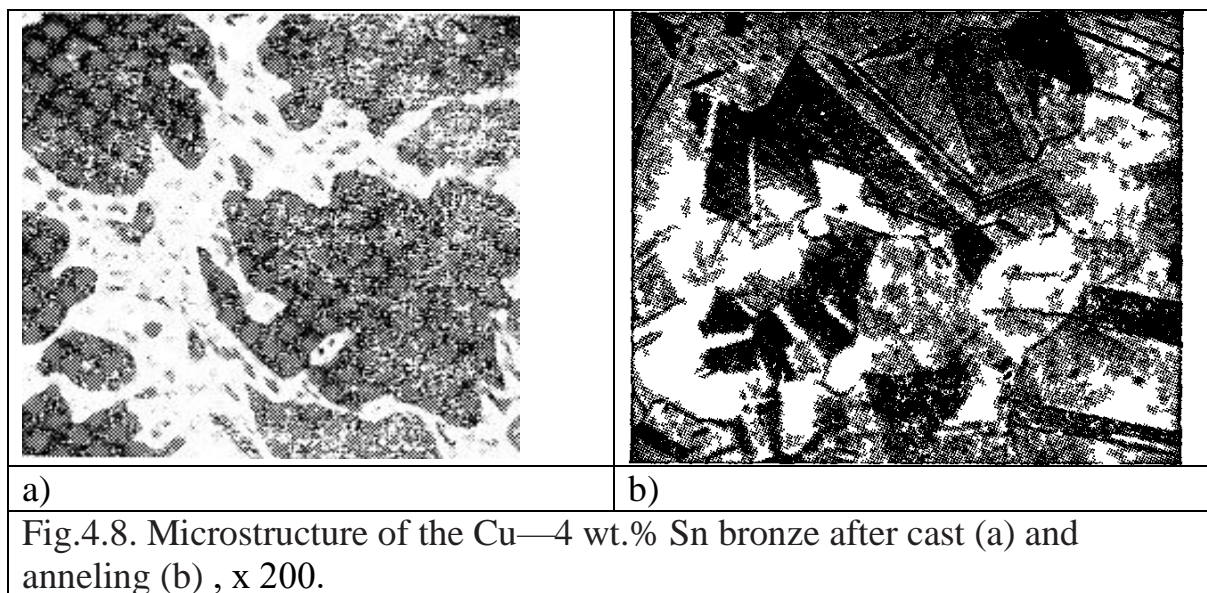 a)
b)
Fig.4.8. Microstructure of the Cu—4 wt.% Sn bronze after cast (a) and
anneling (b) , x 200.